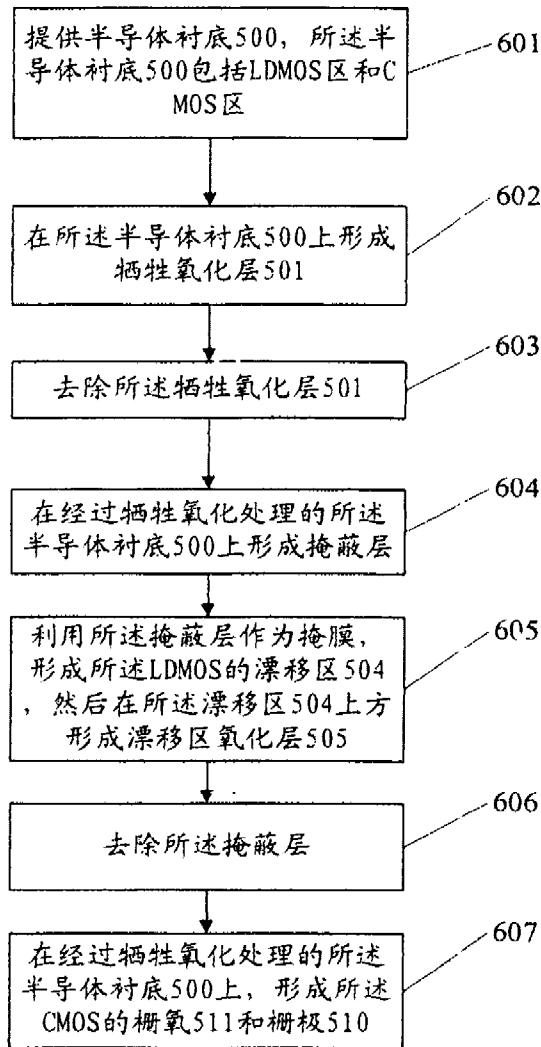 提供半导体衬底500，所述半
导体衬底500包括LDMOS区和C
MOS区
601
在所述半导体衬底500上形成
牺牲氧化层501
602
去除所述牺牲氧化层501
603
在经过牺牲氧化处理的所述
半导体衬底500上形成掩蔽层
604
利用所述掩蔽层作为掩膜，
形成所述LDMOS的漂移区504
，然后在所述漂移区504上方
形成漂移区氧化层505
605
去除所述掩蔽层
606
在经过牺牲氧化处理的所述
半导体衬底500上，形成所述
CMOS的栅氧511和栅极510
607